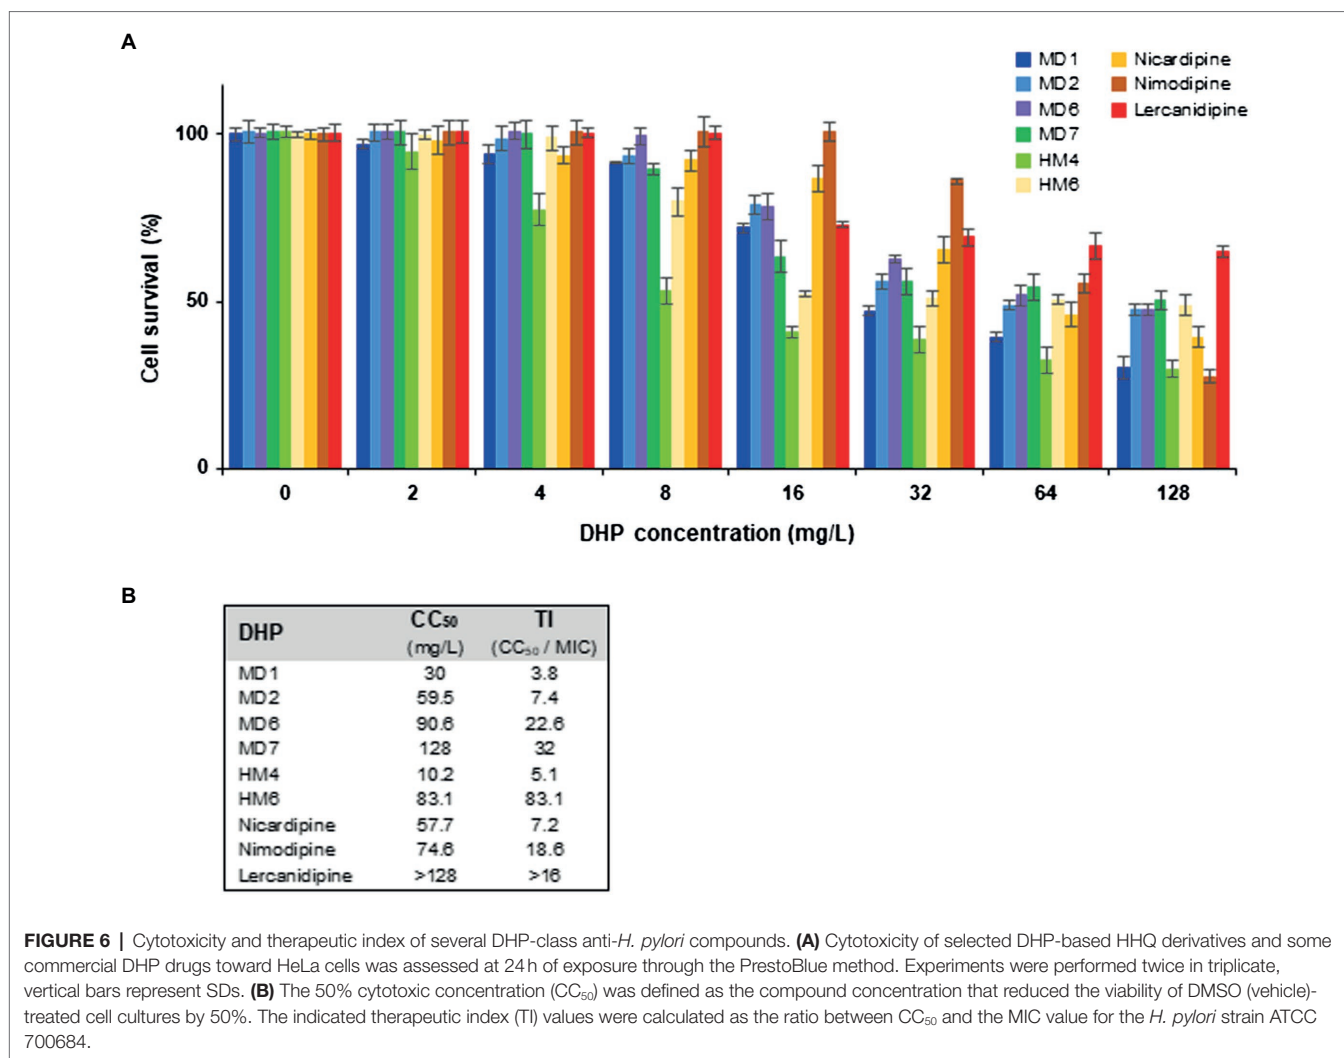 A
MD1
MD2
MD6
MD7
HM4
HM6
Nicardipine
Nimodipine
Lercanidipine
Cell survival (%)
100
50
0
0 2 4 8 16 32 64 128
DHP concentration (mg/L)
B
DHP CC50 TI
(mg/L) (CC50 / MIC)
MD1 30 3.8
MD2 59.5 7.4
MD6 90.6 22.6
MD7 128 32
HM4 10.2 5.1
HM6 83.1 83.1
Nicardipine 57.7 7.2
Nimodipine 74.6 18.6
Lercanidipine >128 >16
FIGURE 6 | Cytotoxicity and therapeutic index of several DHP-class anti-H. pylori compounds. (A) Cytotoxicity of selected DHP-based HHQ derivatives and some
commercial DHP drugs toward HeLa cells was assessed at 24 h of exposure through the PrestoBlue method. Experiments were performed twice in triplicate,
vertical bars represent SDs. (B) The 50% cytotoxic concentration (CC50) was defined as the compound concentration that reduced the viability of DMSO (vehicle)-
treated cell cultures by 50%. The indicated therapeutic index (TI) values were calculated as the ratio between CC50 and the MIC value for the H. pylori strain ATCC
700684.